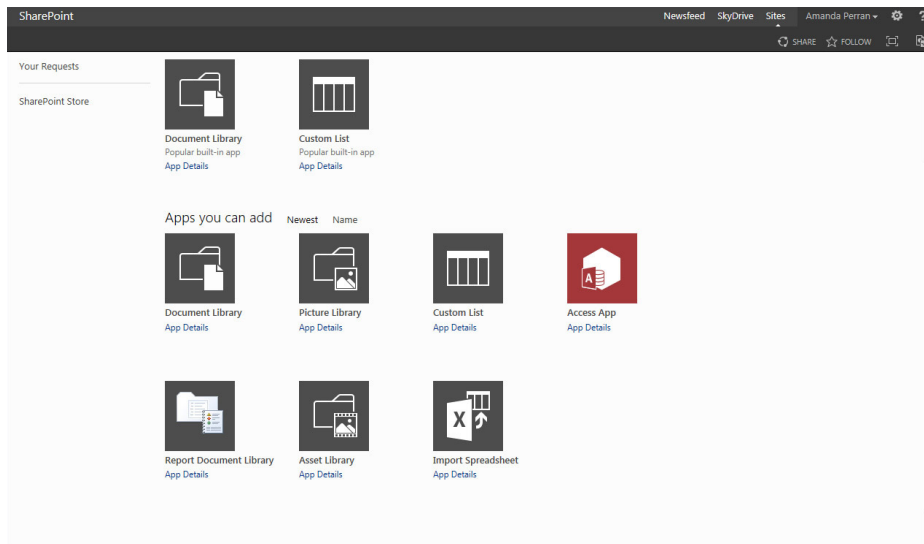 SharePoint
Newsfeed SkyDrive Sites Amanda Perran ?
SHARE FOLLOW
Your Requests
SharePoint Store
Document Library Custom List
Popular built-in app Popular built-in app
App Details App Details
Apps you can add Newest Name
Document Library Picture Library Custom List Access App
App Details App Details App Details App Details
Report Document Library Asset Library Import Spreadsheet
App Details App Details App Details